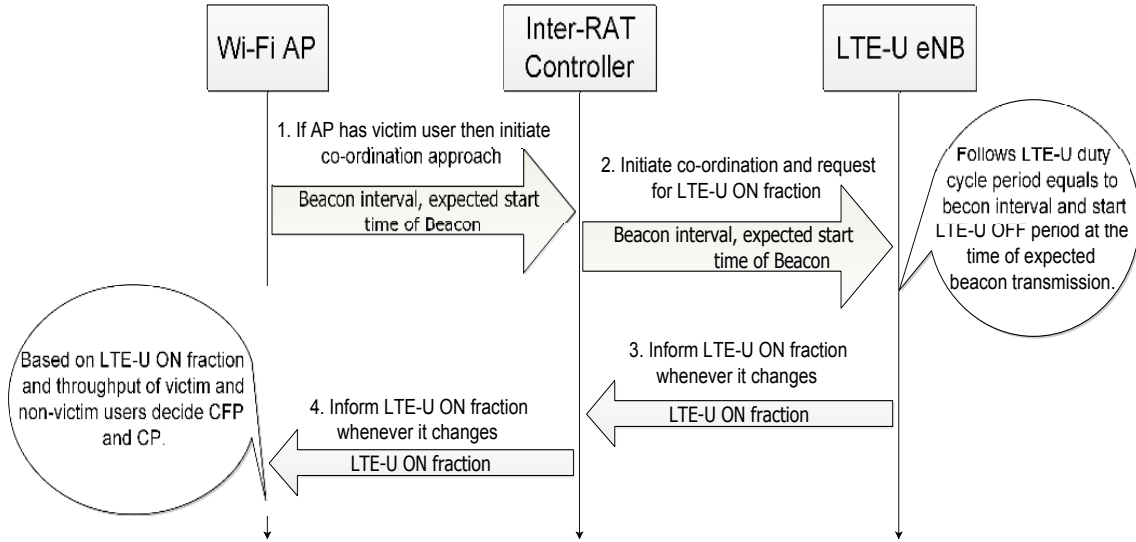 Wi-Fi AP
Inter-RAT
Controller
LTE-U eNB
1. If AP has victim user then initiate
co-ordination approach
Beacon interval, expected start
time of Beacon
2. Initiate co-ordination and request
for LTE-U ON fraction
Beacon interval, expected start
time of Beacon
Follows LTE-U duty
cycle period equals to
becon interval and start
LTE-U OFF period at the
time of expected
beacon transmission.
3. Inform LTE-U ON fraction
whenever it changes
LTE-U ON fraction
4. Inform LTE-U ON fraction
whenever it changes
LTE-U ON fraction
Based on LTE-U ON fraction
and throughput of victim and
non-victim users decide CFP
and CP.